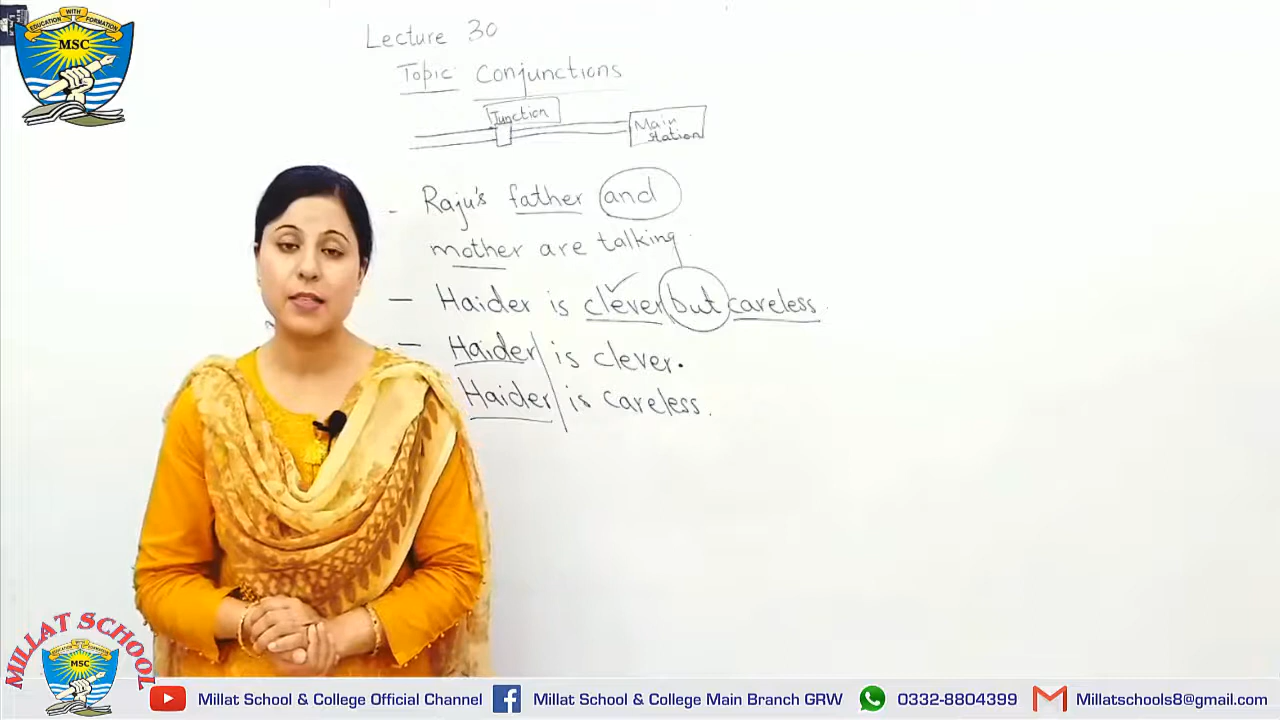 EDUCATION WITH FORMATION
MSC
Lecture 30
Topic: Conjunctions
Junction
Main
Station
- Raju's father and
mother are talking.
- Haider is clever but careless.
- Haider is clever.
Haider is careless.
MILLAT SCHOOL
MSC
Millat School & College Official Channel
Millat School & College Main Branch GRW
0332-8804399
Millatschools8@gmail.com